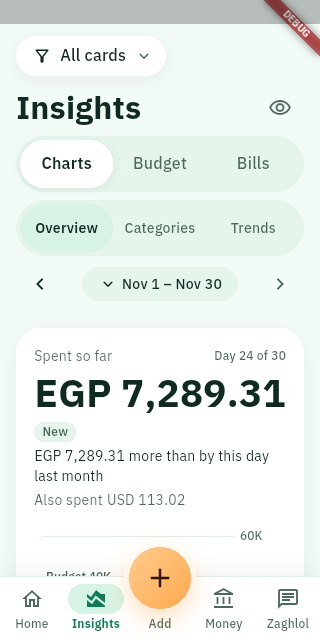 DEBUG
All cards
Insights
Charts Budget Bills
Overview Categories Trends
Nov 1 – Nov 30
Spent so far Day 24 of 30
EGP 7,289.31
New
EGP 7,289.31 more than by this day
last month
Also spent USD 113.02
60K
Budget 40K
Home Insights Add Money Zaghlol